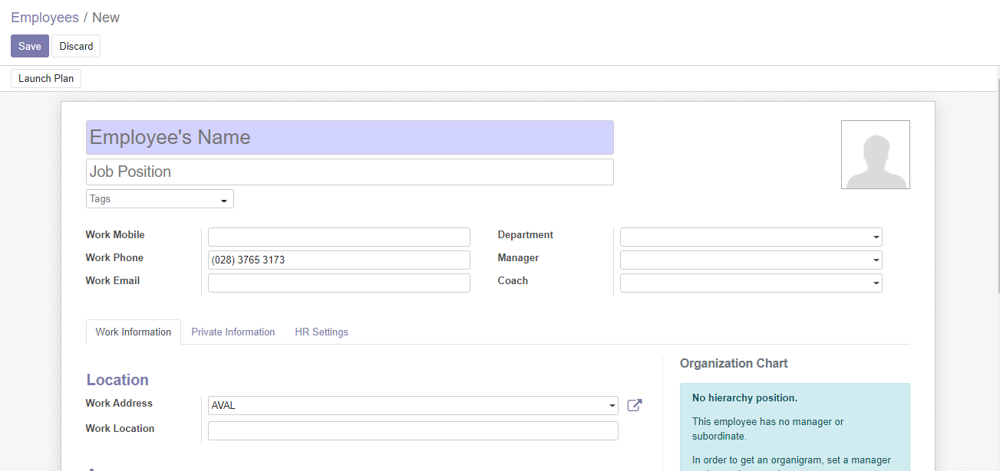 Employees / New
Save Discard
Launch Plan
Employee's Name
Job Position
Tags
Work Mobile
Work Phone (028) 3765 3173
Work Email
Department
Manager
Coach
Work Information Private Information HR Settings
Location
Work Address AVAL
Work Location
Organization Chart
No hierarchy position.
This employee has no manager or
subordinate.
In order to get an organigram, set a manager